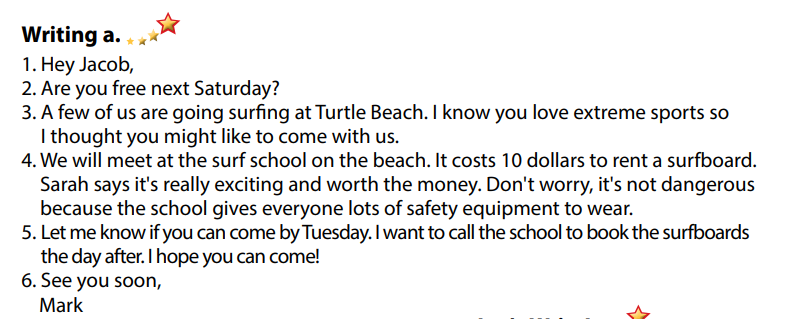 Writing a.
1. Hey Jacob,
2. Are you free next Saturday?
3. A few of us are going surfing at Turtle Beach. I know you love extreme sports so
I thought you might like to come with us.
4. We will meet at the surf school on the beach. It costs 10 dollars to rent a surfboard.
Sarah says it's really exciting and worth the money. Don't worry, it's not dangerous
because the school gives everyone lots of safety equipment to wear.
5. Let me know if you can come by Tuesday. I want to call the school to book the surfboards
the day after. I hope you can come!
6. See you soon,
Mark